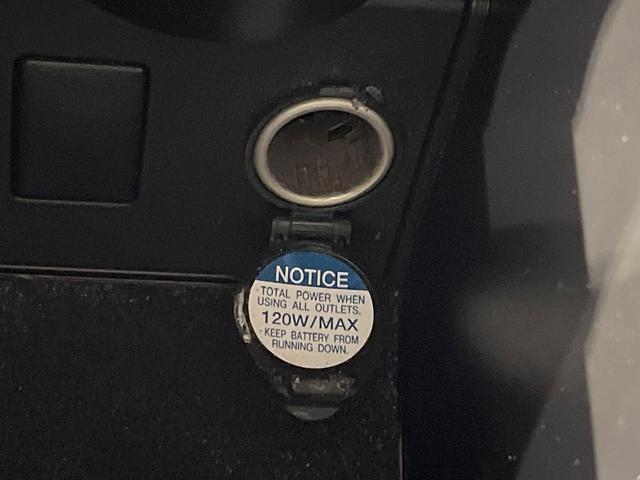 NOTICE
·TOTAL POWER WHEN
USING ALL OUTLETS.
120W/MAX
·KEEP BATTERY FROM
RUNNING DOWN.